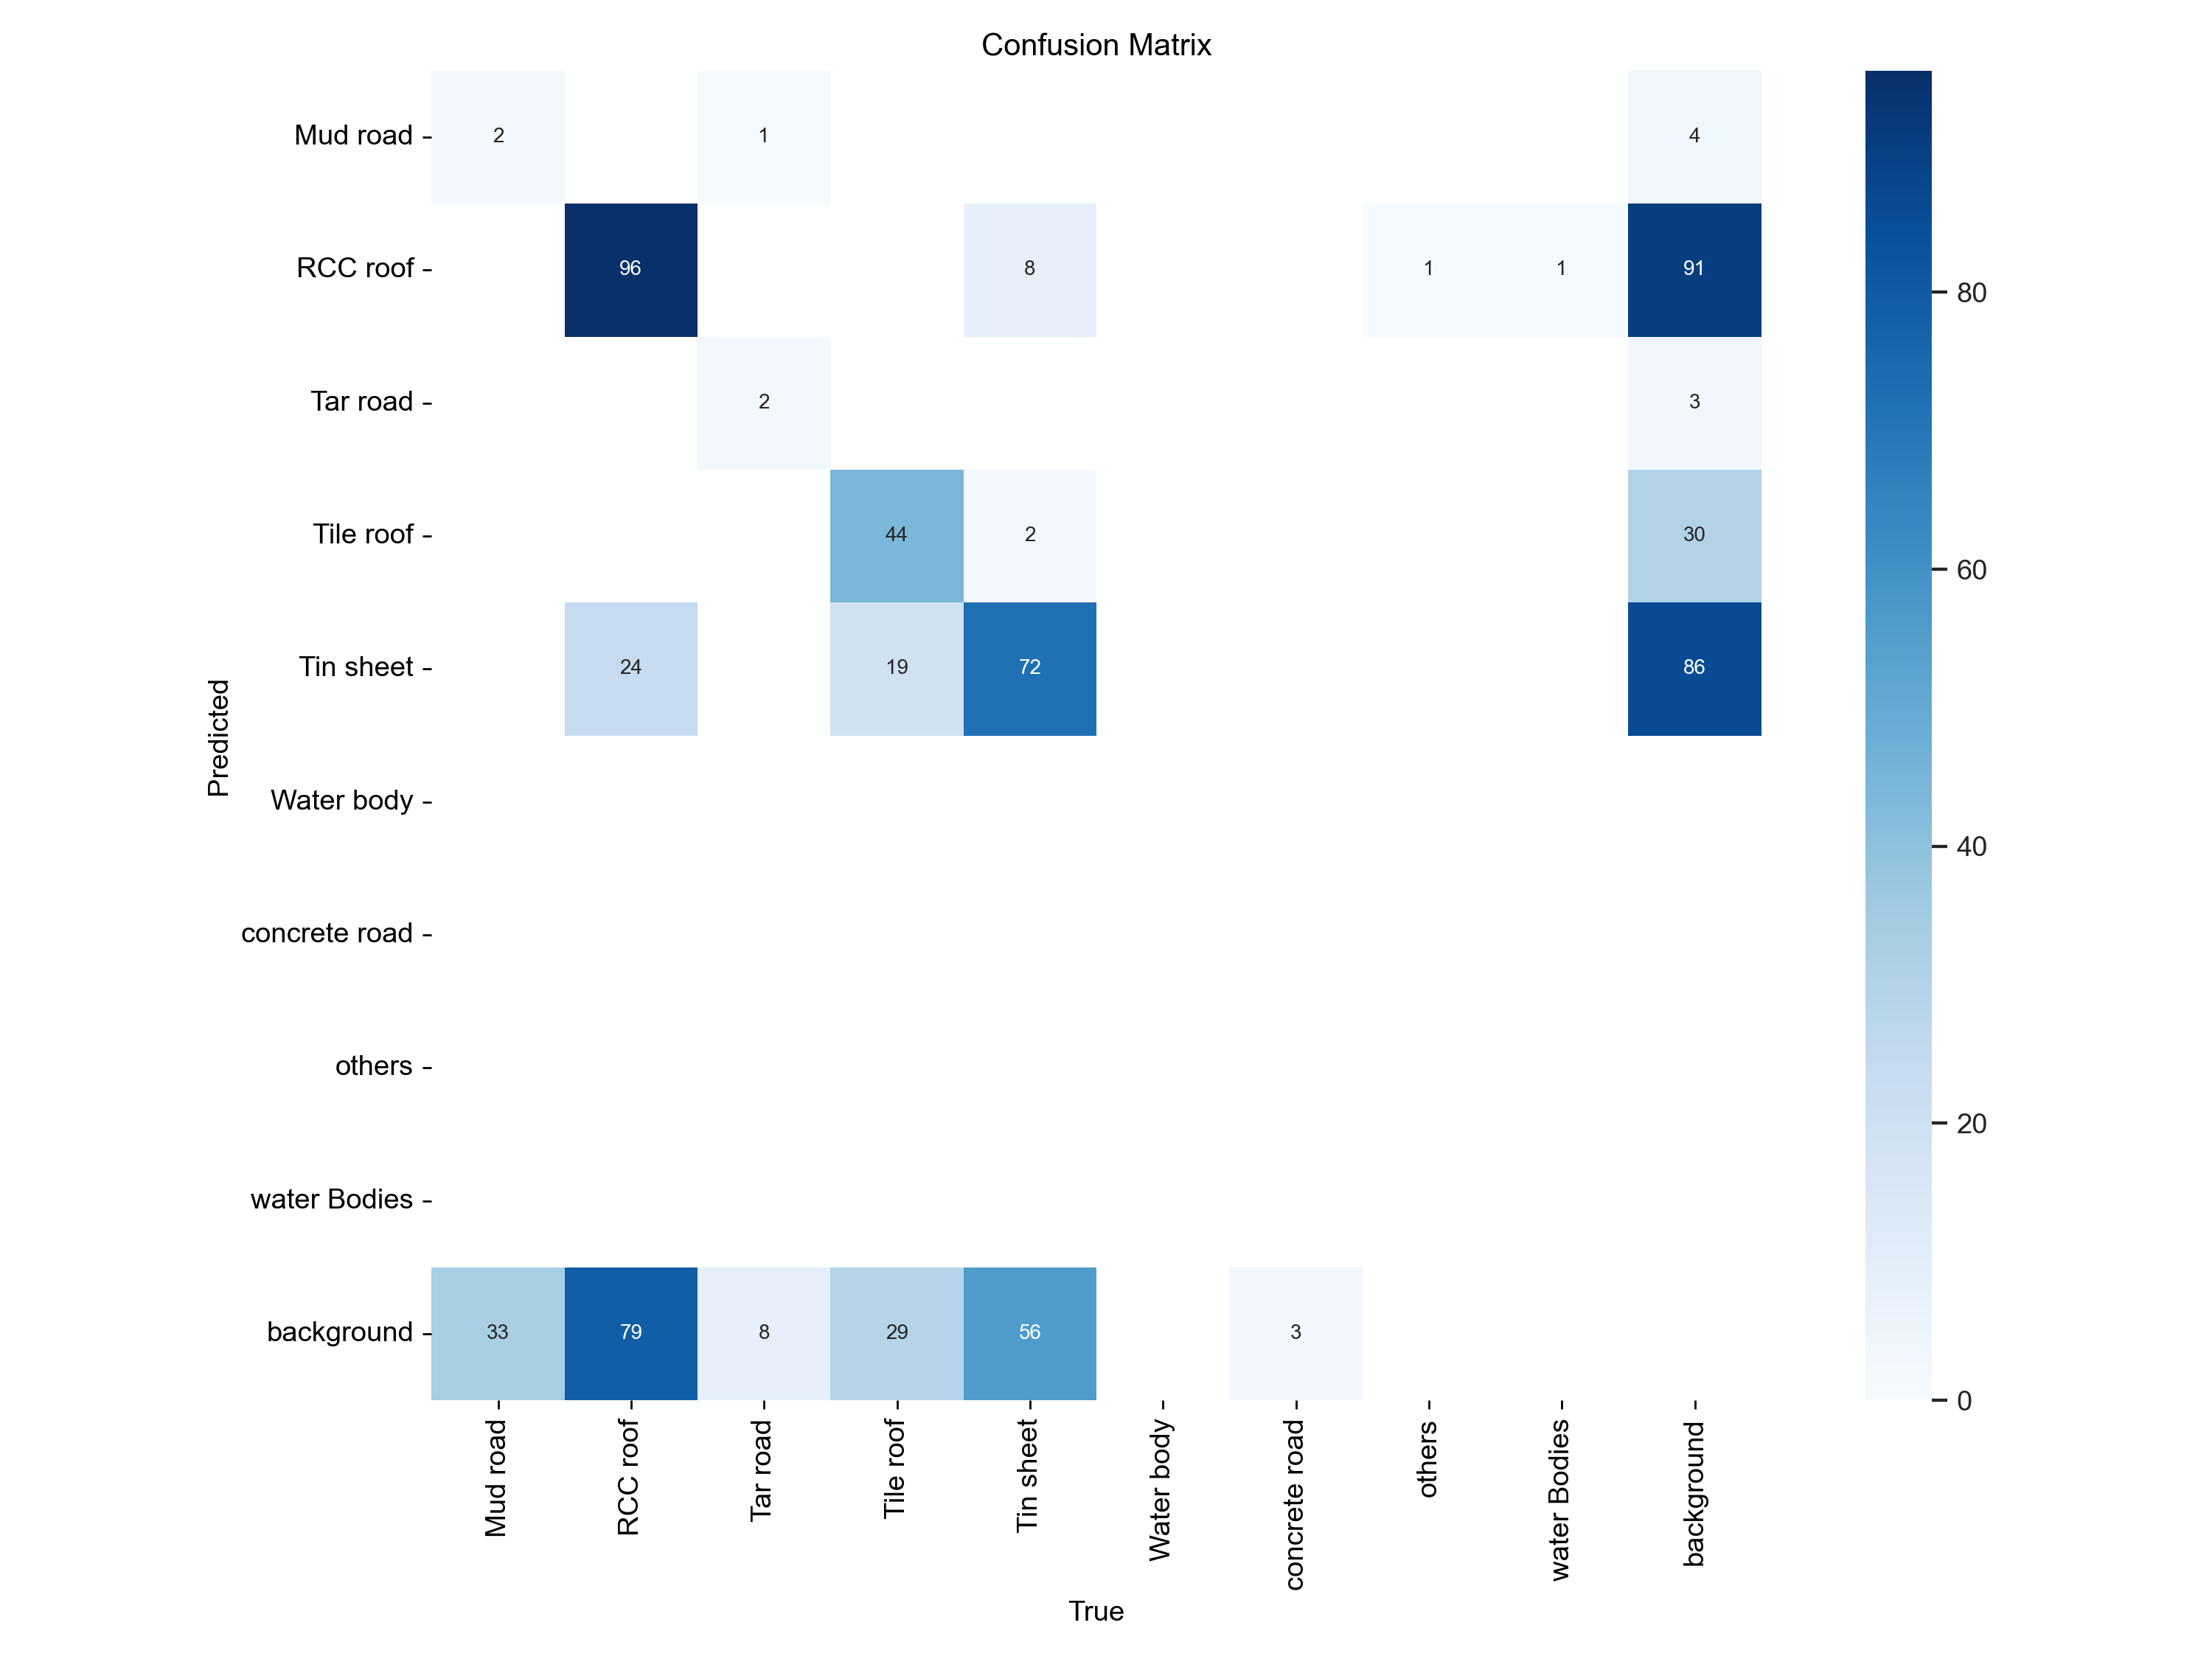 Confusion Matrix
Mud road 2 1 4
RCC roof 96 8 1 1 91
80
Tar road 2 3
Tile roof 44 2 30
60
Tin sheet 24 19 72 86
Predicted
Water body
40
concrete road
others
20
water Bodies
background 33 79 8 29 56 3
0
Mud road
RCC roof
Tar road
Tile roof
Tin sheet
Water body
concrete road
others
water Bodies
background
True